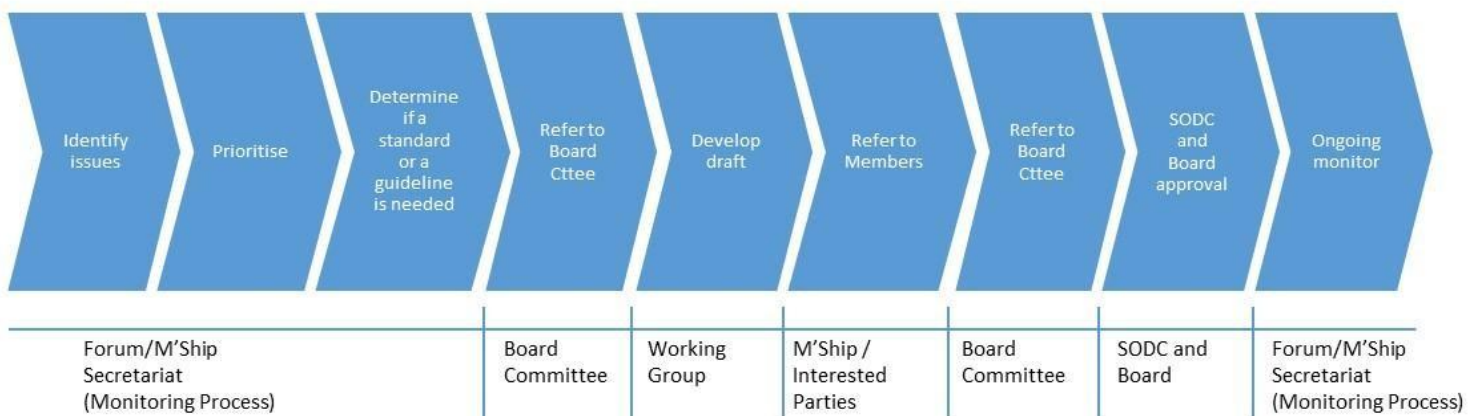 Identify
issues
Prioritise
Determine
if a
standard
or a
guideline
is needed
Refer to
Board
Cttee
Develop
draft
Refer to
Members
Refer to
Board
Cttee
SODC
and
Board
approval
Ongoing
monitor
Forum/M'Ship
Secretariat
(Monitoring Process)
Board
Committee
Working
Group
M'Ship /
Interested
Parties
Board
Committee
SODC and
Board
Forum/M'Ship
Secretariat
(Monitoring Process)